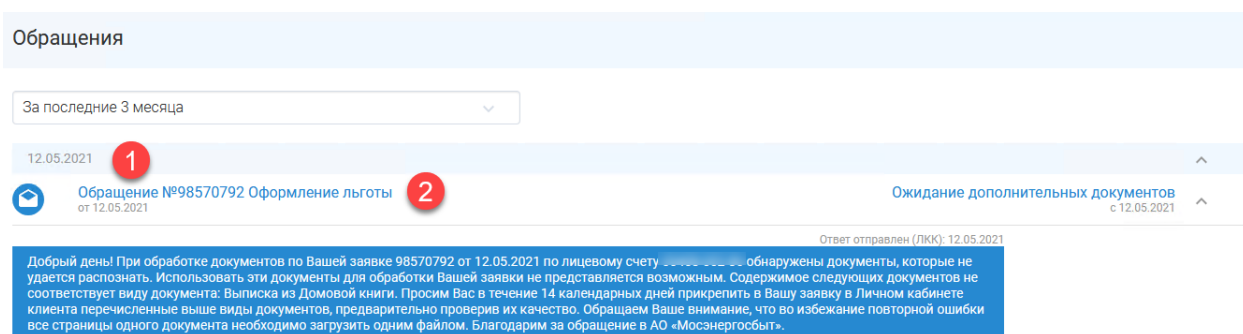 Обращения
За последние 3 месяца
12.05.2021
1
Обращение №98570792 Оформление льготы
2
Ожидание дополнительных документов
от 12.05.2021
с 12.05.2021
Ответ отправлен (ЛКК): 12.05.2021
Добрый день! При обработке документов по Вашей заявке 98570792 от 12.05.2021 по лицевому счету обнаружены документы, которые не
удается распознать. Использовать эти документы для обработки Вашей заявки не представляется возможным. Содержимое следующих документов не
соответствует виду документа: Выписка из Домовой книги. Просим Вас в течение 14 календарных дней прикрепить в Вашу заявку в Личном кабинете
клиента перечисленные выше виды документов, предварительно проверив их качество. Обращаем Ваше внимание, что во избежание повторной ошибки
все страницы одного документа необходимо загрузить одним файлом. Благодарим за обращение в АО «Мосэнергосбыт».